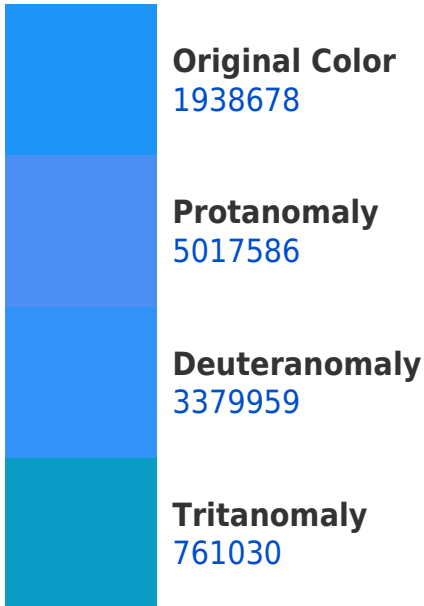 Original Color
1938678
Protanomaly
5017586
Deuteranomaly
3379959
Tritanomaly
761030